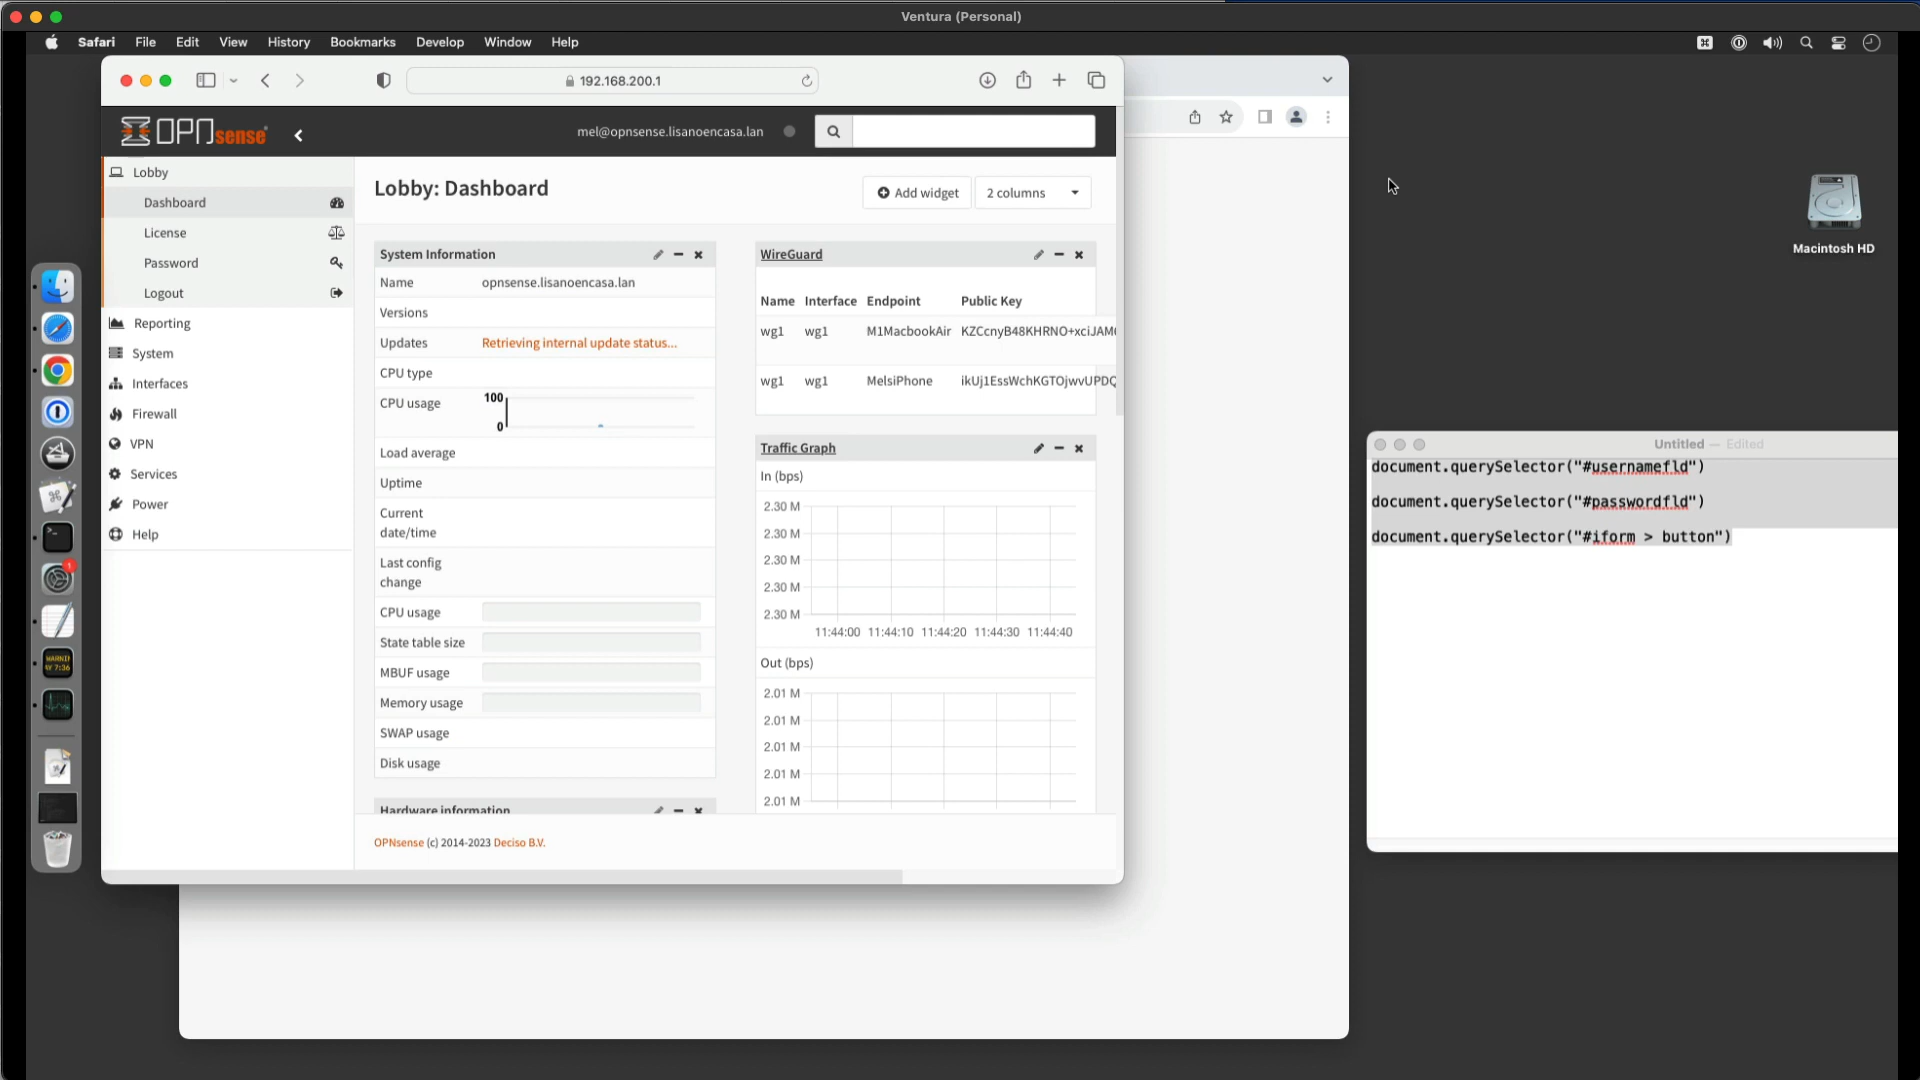 Ventura (Personal)
Safari File Edit View History Bookmarks Develop Window Help
192.168.200.1
OPNsense
mel@opnsense.lisanoencasa.lan
Lobby
Dashboard
License
Password
Logout
Reporting
System
Interfaces
Firewall
VPN
Services
Power
Help
Lobby: Dashboard
Add widget
2 columns
System Information
Name opnsense.lisanoencasa.lan
Versions
Updates Retrieving internal update status...
CPU type
CPU usage 100
0
Load average
Uptime
Current
date/time
Last config
change
CPU usage
State table size
MBUF usage
Memory usage
SWAP usage
Disk usage
Hardware information
WireGuard
Name Interface Endpoint Public Key
wg1 wg1 M1MacbookAir KZCcnyB48KHRNO+xciJAM
wg1 wg1 MelsiPhone ikUj1EssWchKGTOjwvUPDQ
Traffic Graph
In (bps)
2.30 M
2.30 M
2.30 M
2.30 M
2.30 M
11:44:00 11:44:10 11:44:20 11:44:30 11:44:40
Out (bps)
2.01 M
2.01 M
2.01 M
2.01 M
2.01 M
OPNsense (c) 2014-2023 Deciso B.V.
Macintosh HD
Untitled — Edited
document.querySelector("#usernamefld")
document.querySelector("#passwordfld")
document.querySelector("#iform > button")
1